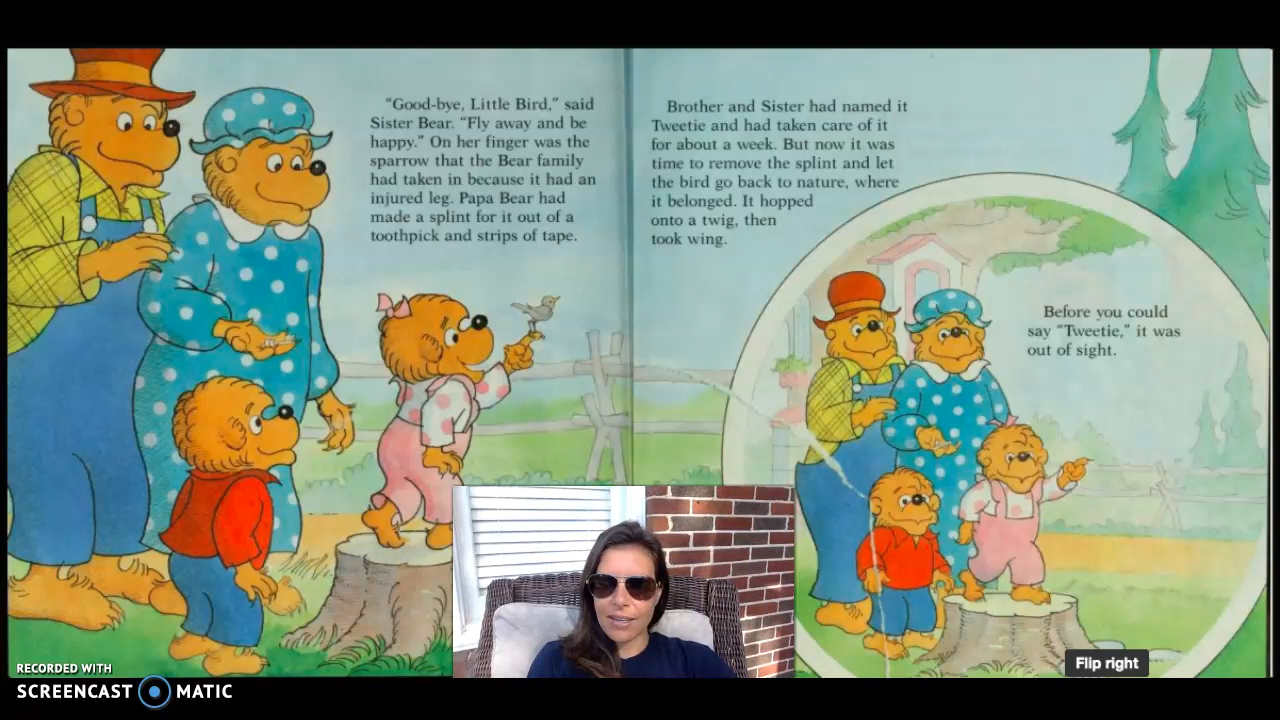 "Good-bye, Little Bird," said
Sister Bear. "Fly away and be
happy." On her finger was the
sparrow that the Bear family
had taken in because it had an
injured leg. Papa Bear had
made a splint for it out of a
toothpick and strips of tape.
Brother and Sister had named it
Tweetie and had taken care of it
for about a week. But now it was
time to remove the splint and let
the bird go back to nature, where
it belonged. It hopped
onto a twig, then
took wing.
Before you could
say "Tweetie," it was
out of sight.
Flip right
RECORDED WITH
SCREENCAST MATIC